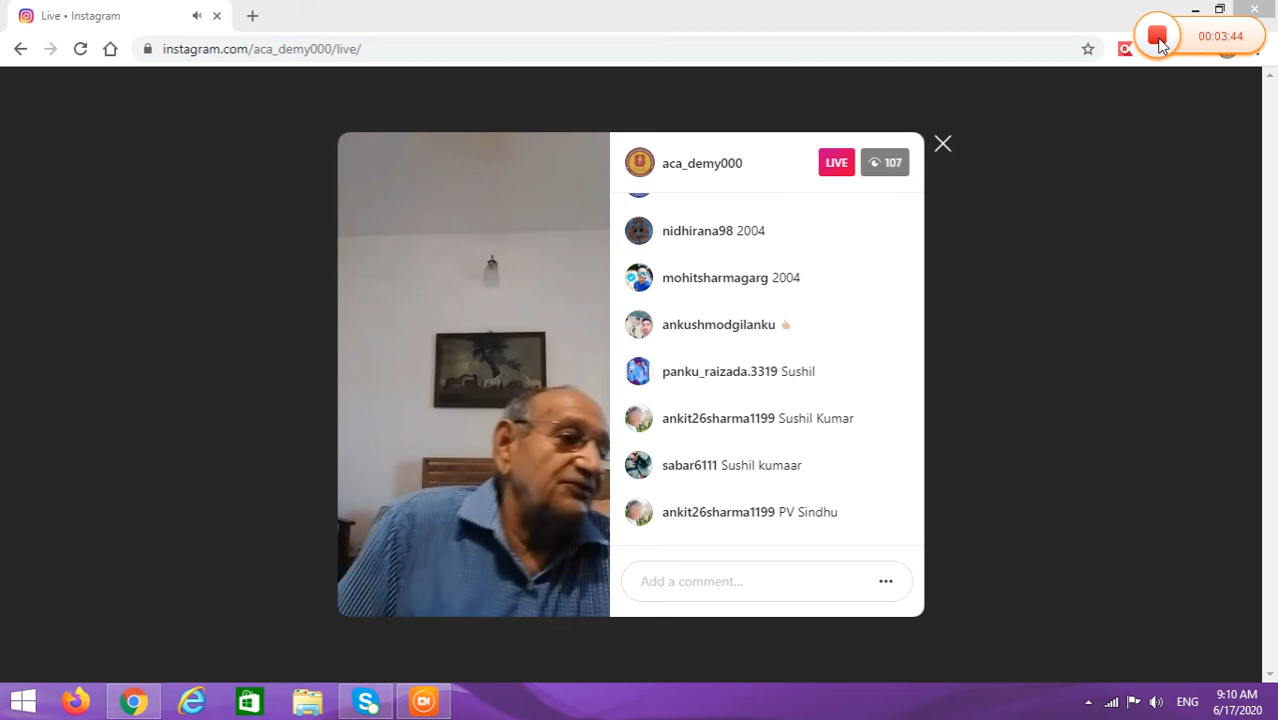 Live • Instagram
00:03:44
instagram.com/aca_demy000/live/
aca_demy000
LIVE
107
nidhirana98 2004
mohitsharmagarg 2004
ankushmodgilanku
panku_raizada.3319 Sushil
ankit26sharma1199 Sushil Kumar
sabar6111 Sushil kumaar
ankit26sharma1199 PV Sindhu
Add a comment...
ENG
9:10 AM
6/17/2020